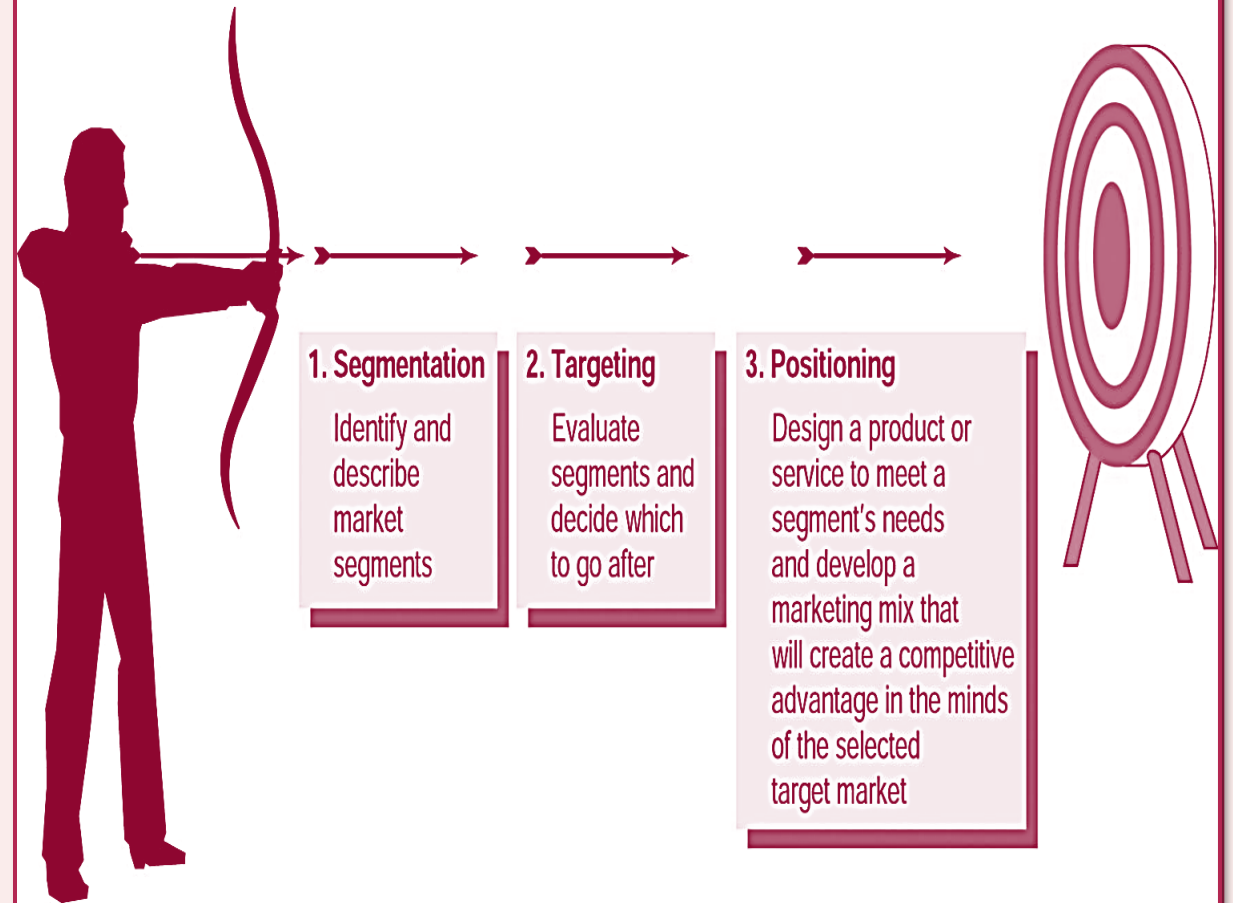 1. Segmentation
Identify and
describe
market
segments
2. Targeting
Evaluate
segments and
decide which
to go after
3. Positioning
Design a product or
service to meet a
segment's needs
and develop a
marketing mix that
will create a competitive
advantage in the minds
of the selected
target market